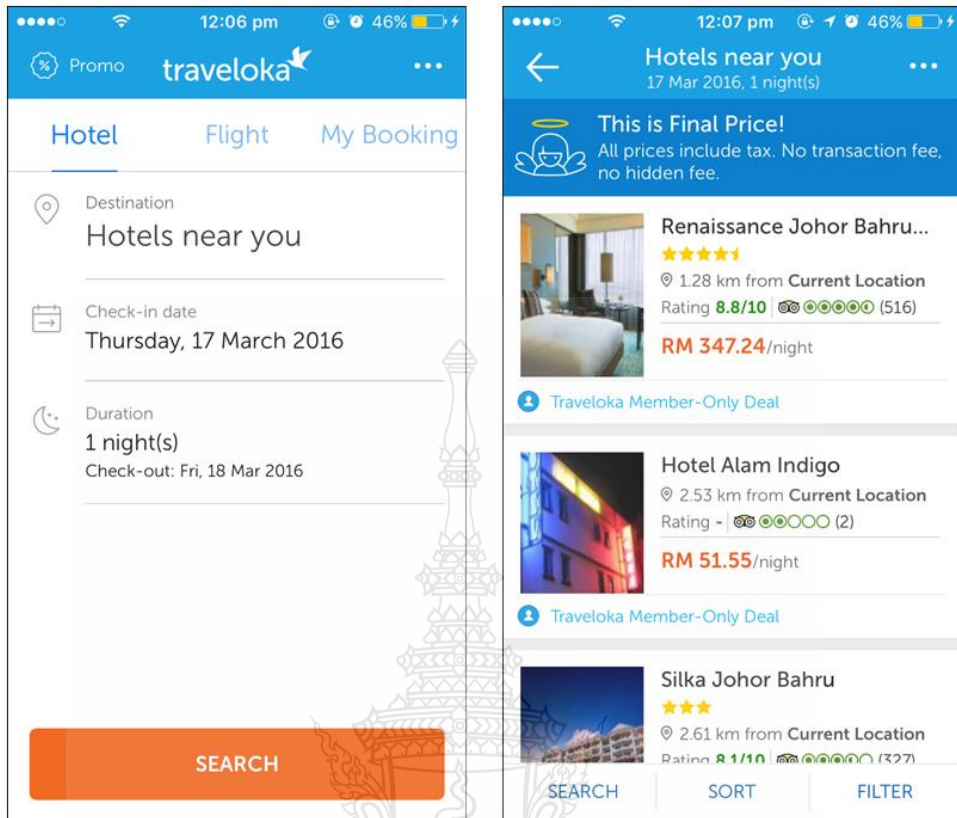 12:06 pm
46%
Promo
traveloka
Hotel
Flight
My Booking
Destination
Hotels near you
Check-in date
Thursday, 17 March 2016
Duration
1 night(s)
Check-out: Fri, 18 Mar 2016
SEARCH
12:07 pm
46%
Hotels near you
17 Mar 2016, 1 night(s)
This is Final Price!
All prices include tax. No transaction fee,
no hidden fee.
Renaissance Johor Bahru...
1.28 km from Current Location
Rating 8.8/10 (516)
RM 347.24/night
Traveloka Member-Only Deal
Hotel Alam Indigo
2.53 km from Current Location
Rating - (2)
RM 51.55/night
Traveloka Member-Only Deal
Silka Johor Bahru
2.61 km from Current Location
Rating 8.1/10 (327)
SEARCH
SORT
FILTER